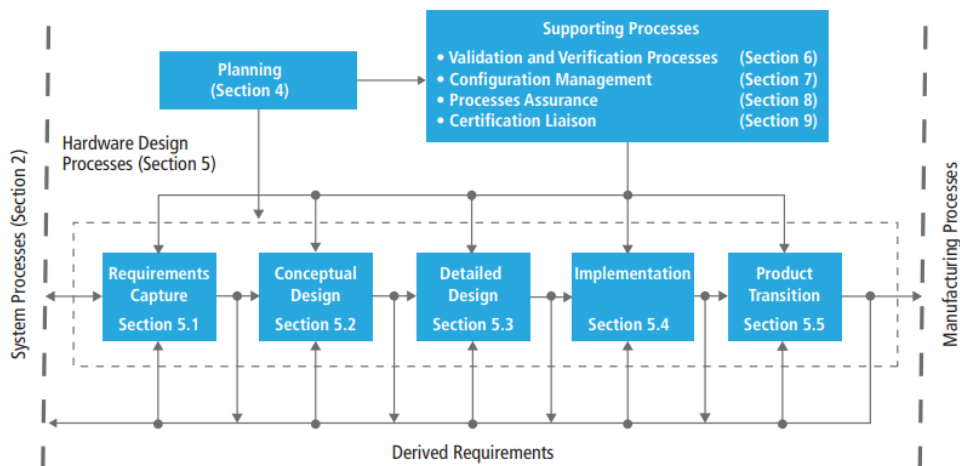 Supporting Processes
• Validation and Verification Processes (Section 6)
• Configuration Management (Section 7)
• Processes Assurance (Section 8)
• Certification Liaison (Section 9)
Planning
(Section 4)
Hardware Design
Processes (Section 5)
System Processes (Section 2)
Manufacturing Processes
Requirements
Capture
Section 5.1
Conceptual
Design
Section 5.2
Detailed
Design
Section 5.3
Implementation
Section 5.4
Product
Transition
Section 5.5
Derived Requirements